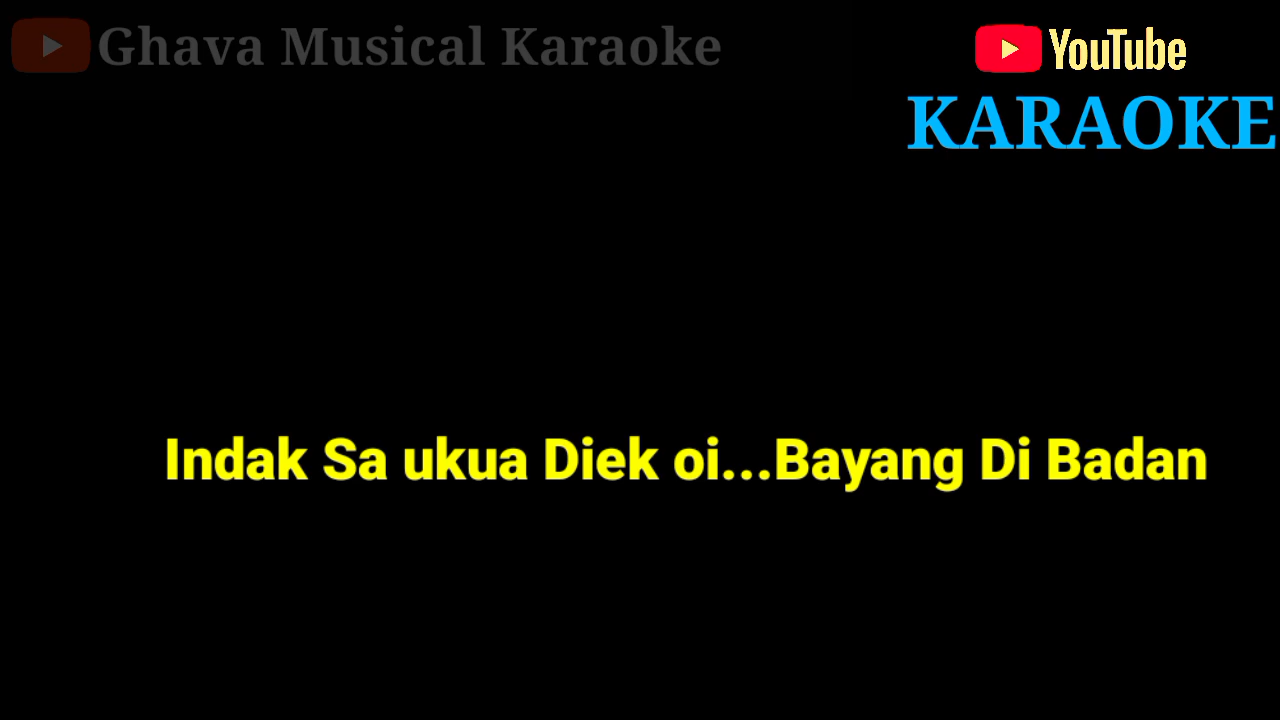 Ghava Musical Karaoke
YouTube
KARAOKE
Indak Sa ukua Diek oi...Bayang Di Badan